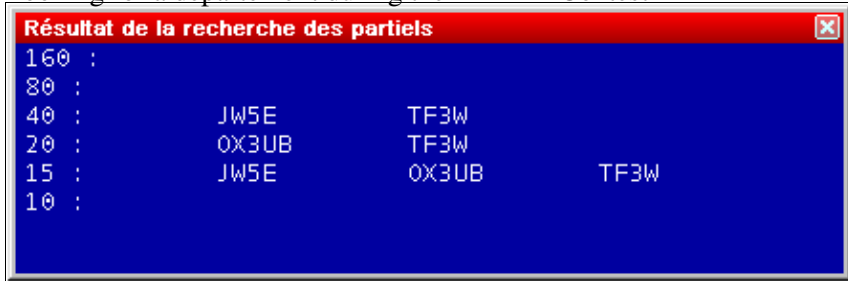 Résultat de la recherche des partiels
160 :
80 :
40 : JW5E TF3W
20 : OX3UB TF3W
15 : JW5E OX3UB TF3W
10 :